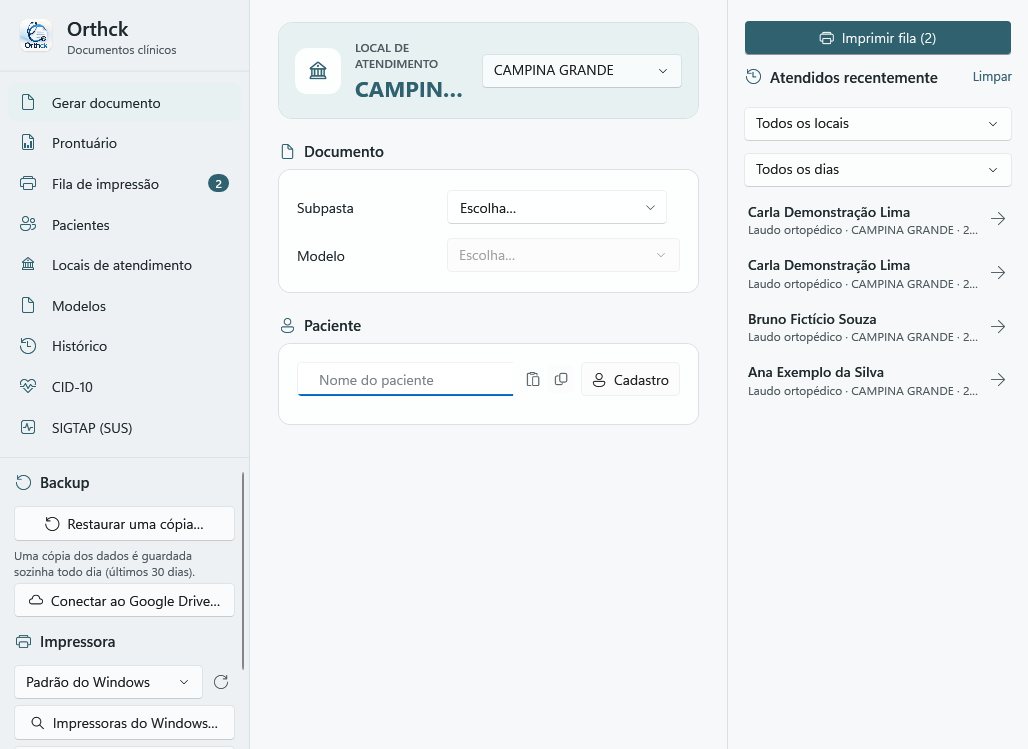 Orthck
Documentos clínicos
Orthck
Gerar documento
Prontuário
Fila de impressão
2
Pacientes
Locais de atendimento
Modelos
Histórico
CID-10
SIGTAP (SUS)
Backup
Restaurar uma cópia...
Uma cópia dos dados é guardada
sozinha todo dia (últimos 30 dias).
Conectar ao Google Drive...
Impressora
Padrão do Windows
Impressoras do Windows...
LOCAL DE
ATENDIMENTO
CAMPIN...
CAMPINA GRANDE
Documento
Subpasta
Escolha...
Modelo
Escolha...
Paciente
Nome do paciente
Cadastro
Imprimir fila (2)
Atendidos recentemente
Limpar
Todos os locais
Todos os dias
Carla Demonstração Lima
Laudo ortopédico · CAMPINA GRANDE · 2...
Carla Demonstração Lima
Laudo ortopédico · CAMPINA GRANDE · 2...
Bruno Fictício Souza
Laudo ortopédico · CAMPINA GRANDE · 2...
Ana Exemplo da Silva
Laudo ortopédico · CAMPINA GRANDE · 2...